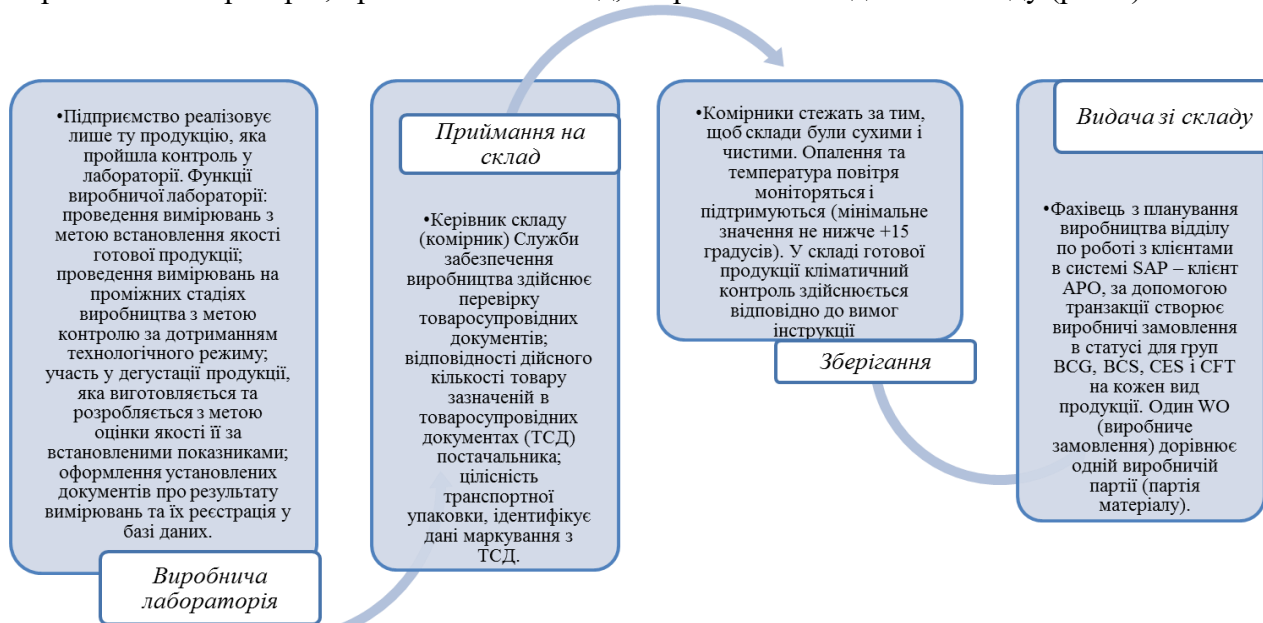 •Підприємство реалізовує
лише ту продукцію, яка
пройшла контроль у
лабораторії. Функції
виробничої лабораторії:
проведення вимірювань з
метою встановлення якості
готової продукції;
проведення вимірювань на
проміжних стадіях
виробництва з метою
контролю за дотриманням
технологічного режиму;
участь у дегустації продукції,
яка виготовляється та
розробляється з метою
оцінки якості її за
встановленими показниками;
оформлення установлених
документів про результату
вимірювань та їх реєстрація у
базі даних.
Виробнича
лабораторія
Приймання на
склад
•Керівник складу
(комірник) Служби
забезпечення
виробництва здійснює
перевірку
товаросупровідних
документів;
відповідності дійсного
кількості товару
зазначеній в
товаросупровідних
документах (ТСД)
постачальника;
цілісність
транспортної
упаковки, ідентифікує
дані маркування з
ТСД.
•Комірники стежать за тим,
щоб склади були сухими і
чистими. Опалення та
температура повітря
моніторяться і
підтримуються (мінімальне
значення не нижче +15
градусів). У складі готової
продукції кліматичний
контроль здійснюється
відповідно до вимог
інструкції
Зберігання
Видача зі складу
•Фахівець з планування
виробництва відділу
по роботі з клієнтами
в системі SAP – клієнт
APO, за допомогою
транзакції створює
виробничі замовлення
в статусі для груп
BCG, BCS, CES і CFT
на кожен вид
продукції. Один WO
(виробниче
замовлення) дорівнює
одній виробничій
партії (партія
матеріалу).